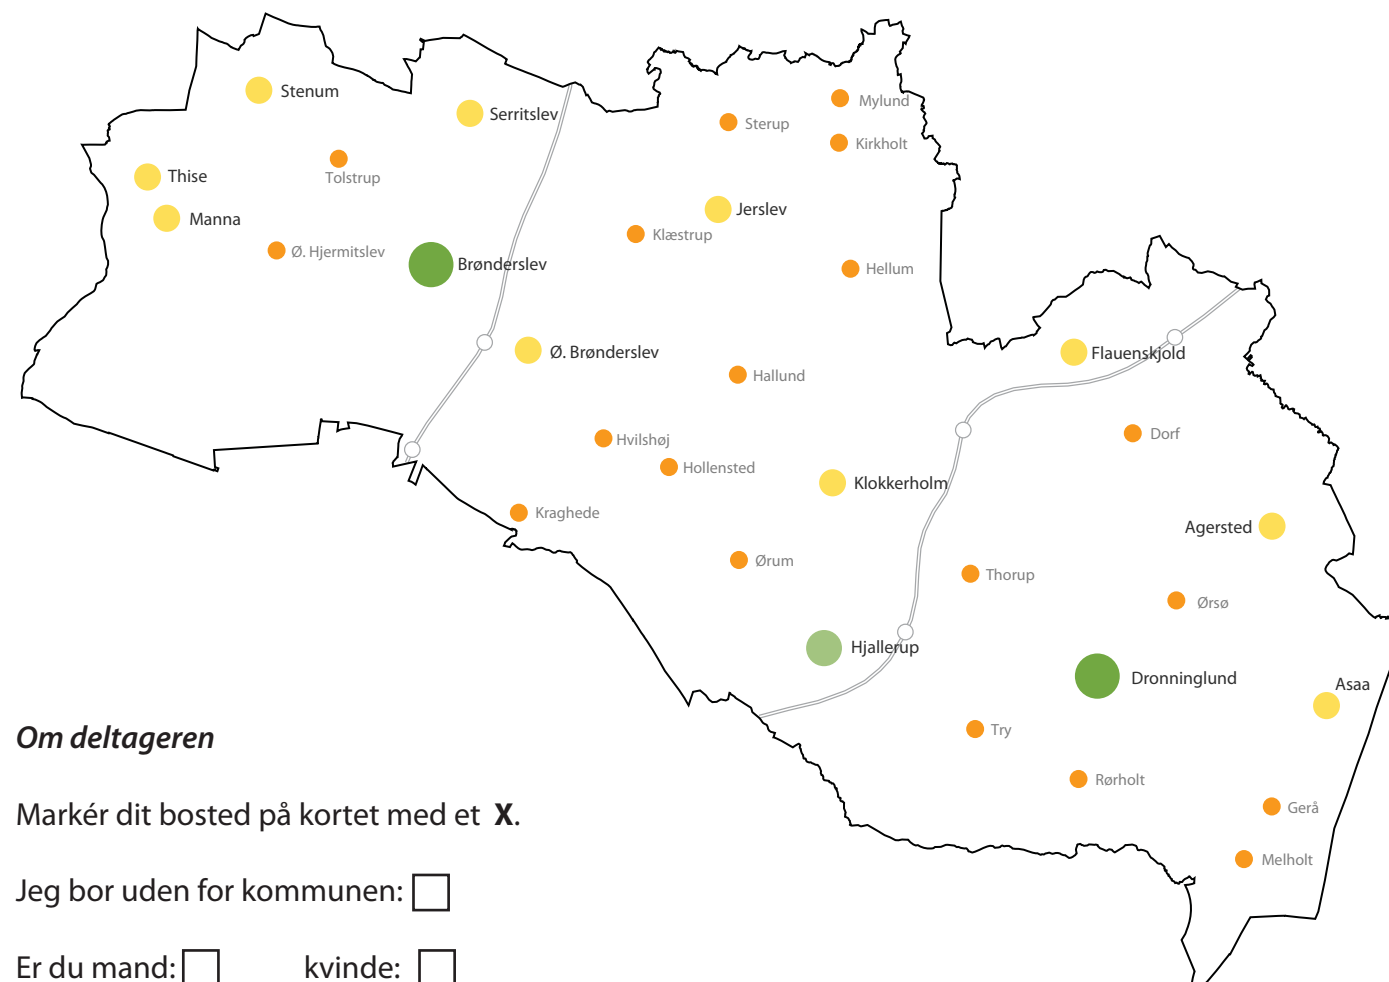 Mylund
Stenum
Serritslev
Sterup
Kirkholt
Thise
Tolstrup
Jerslev
Manna
Klæstrup
Ø. Hjermitslev
Brønderslev
Hellum
Ø. Brønderslev
Flauenskjold
Hallund
Hvilshøj
Dorf
Hollensted
Klokkerholm
Kraghede
Agersted
Ørum
Thorup
Ørsø
Hjallerup
Dronninglund
Asaa
Try
Rørholt
Gerå
Melholt
Om deltageren
Markér dit bosted på kortet med et X.
Jeg bor uden for kommunen:
Er du mand: kvinde: